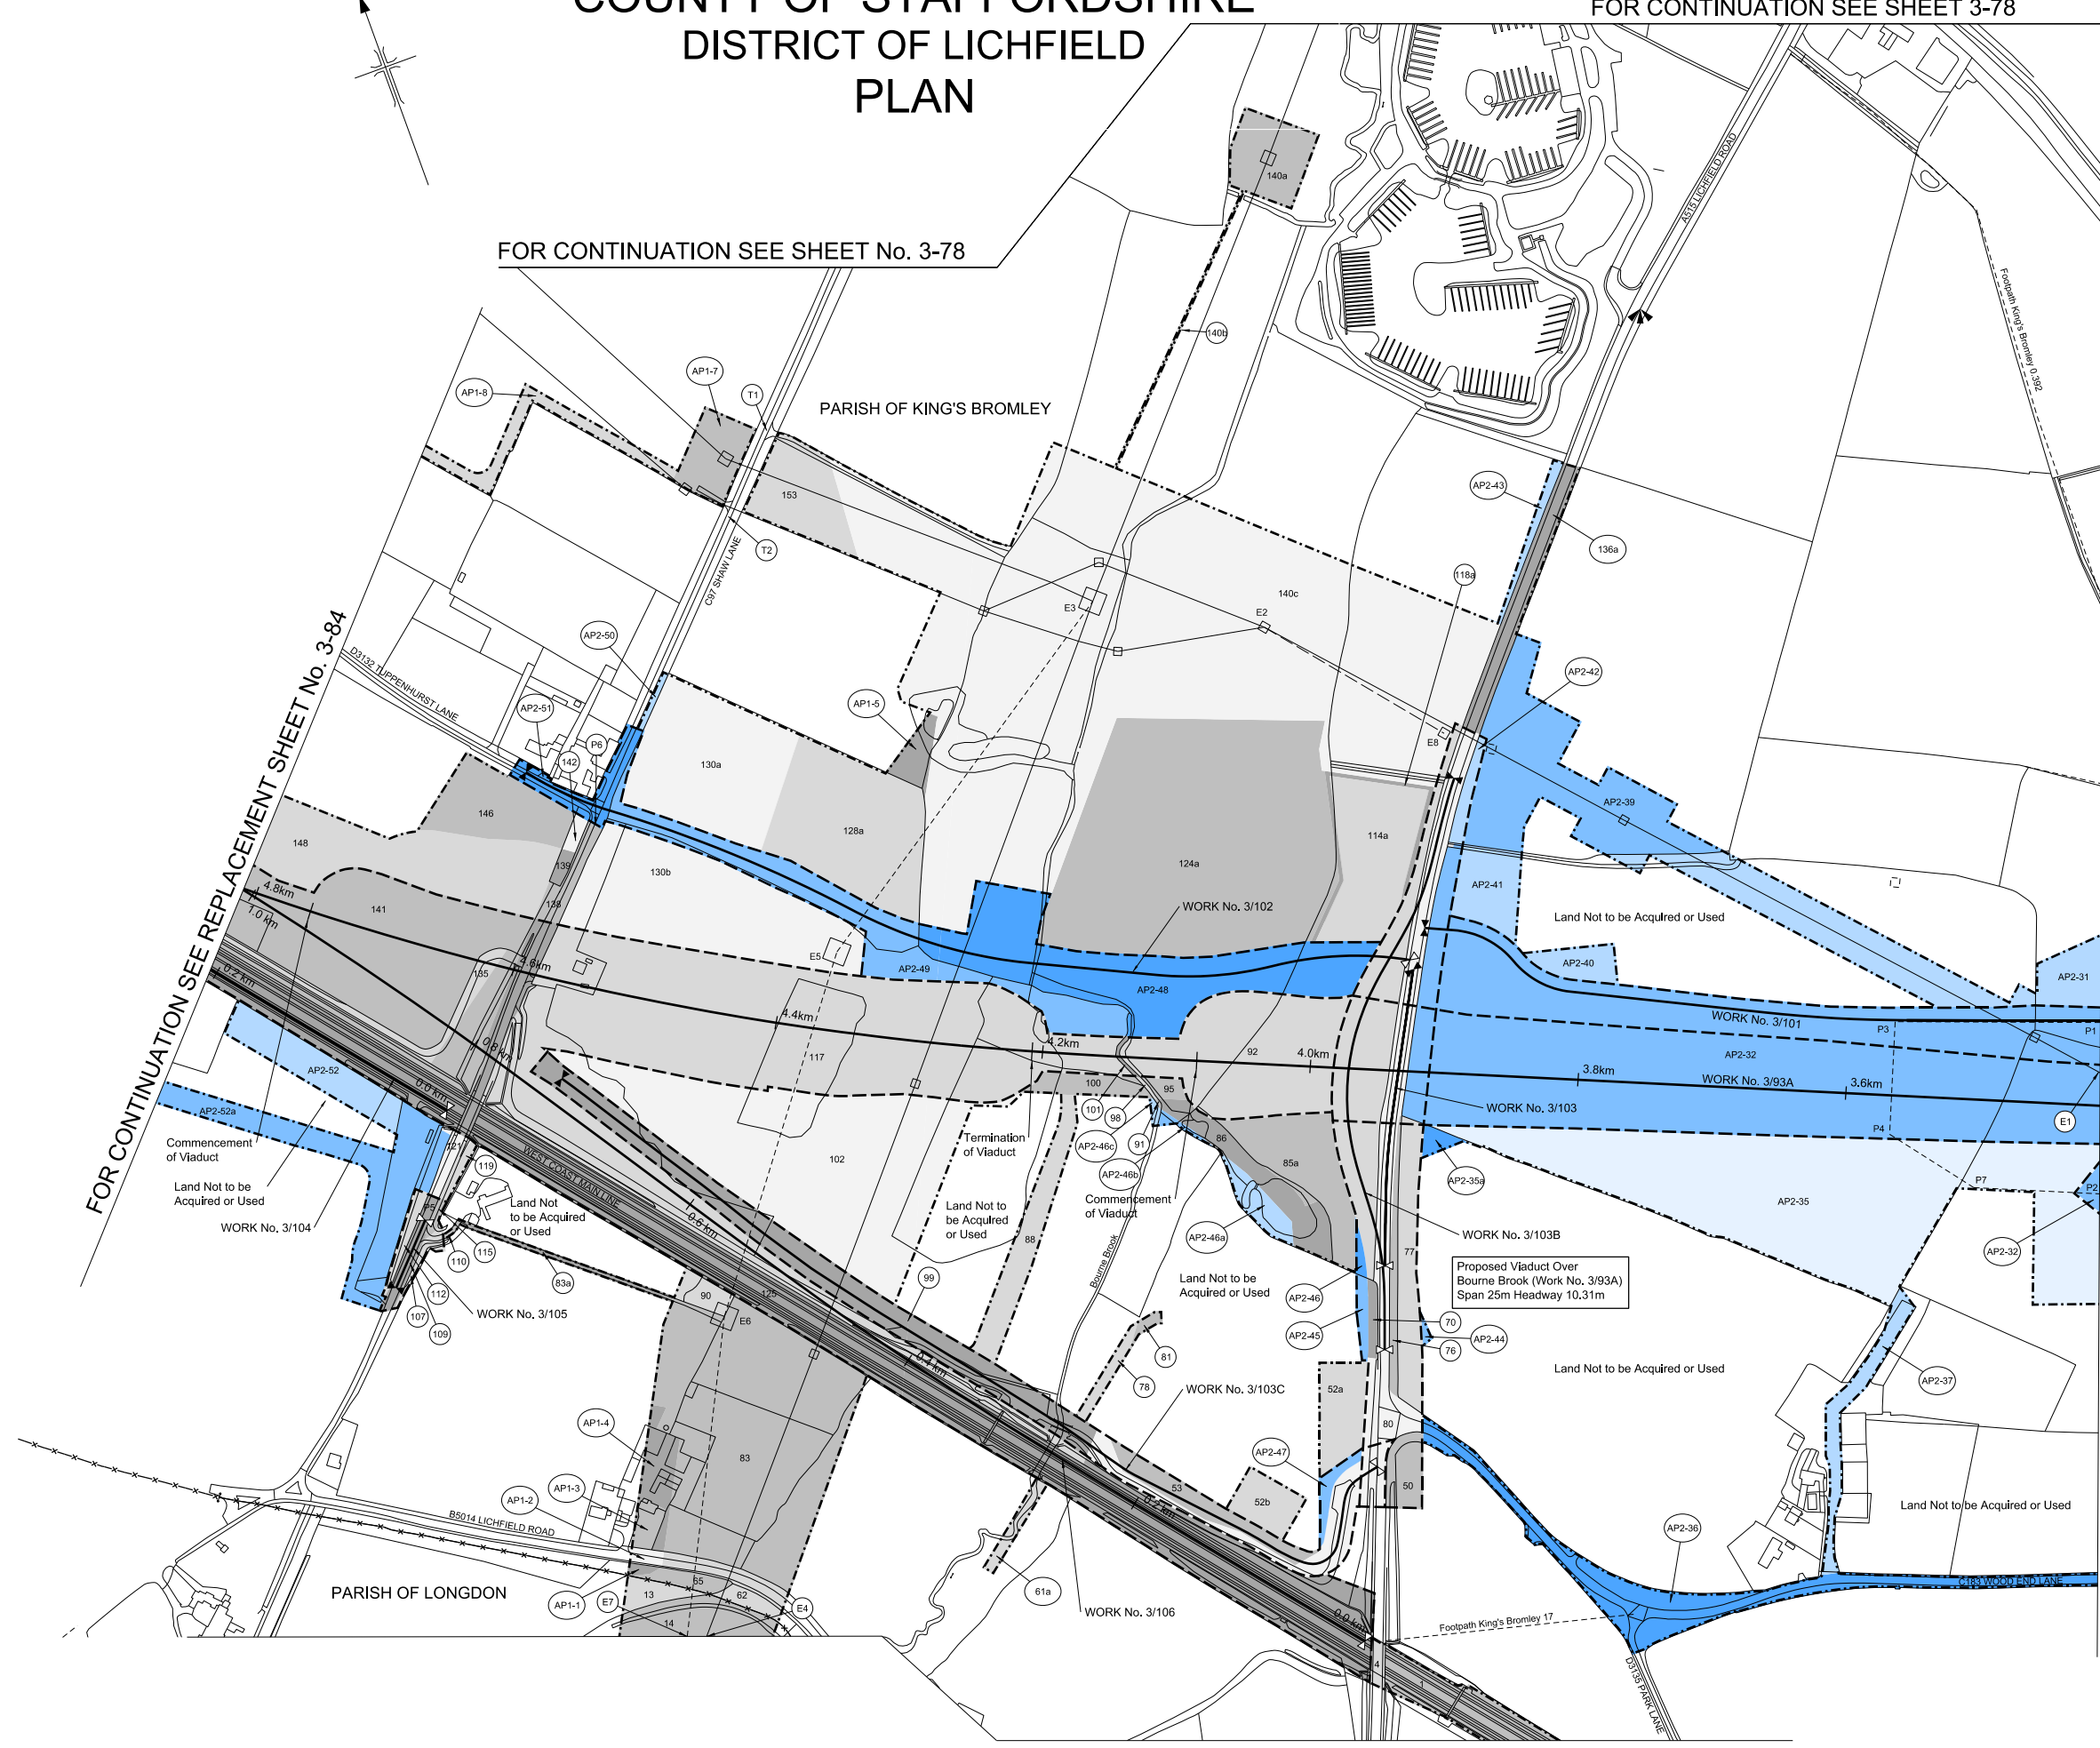 COUNTY OF STAFFORDSHIRE
DISTRICT OF LICHFIELD
PLAN
FOR CONTINUATION SEE SHEET 3-78
FOR CONTINUATION SEE SHEET No. 3-78
FOR CONTINUATION SEE REPLACEMENT SHEET No. 3-84
140a
A515 LICHFIELD ROAD
Footpath King's Bromley 0.392
140b
AP1-7
AP1-8
T1
PARISH OF KING'S BROMLEY
153
AP2-43
136a
T2
C97 SHAW LANE
118a
140c
E3
E2
AP2-50
D3132 TUPPENHURST LANE
AP2-42
AP2-51
AP1-5
P6
142
E8
130a
AP2-39
146
128a
114a
148
139
124a
130b
AP2-41
4.8km
1.0 km
141
138
WORK No. 3/102
Land Not to be Acquired or Used
E5
AP2-49
AP2-40
AP2-31
0.2 km
135
4.6km
AP2-48
4.4km
WORK No. 3/101
P3
P1
0.8 km
4.2km
92
4.0km
AP2-32
117
AP2-52
0.0 km
100
95
3.8km
WORK No. 3/93A
3.6km
AP2-52a
101
98
WORK No. 3/103
E1
Commencement
of Viaduct
121
WEST COAST MAIN LINE
Termination
of Viaduct
AP2-46c
91
86
P4
119
102
AP2-46b
85a
AP2-35a
Land Not to be
Acquired or Used
Commencement
of Viaduct
P7
P2
AP2-35
Land Not
to be Acquired
or Used
0.6 km
Land Not to
be Acquired
or Used
P5
WORK No. 3/104
88
AP2-46a
WORK No. 3/103B
77
AP2-32
115
110
Bourne Brook
Proposed Viaduct Over
Bourne Brook (Work No. 3/93A)
Span 25m Headway 10.31m
83a
99
Land Not to be
Acquired or Used
112
90
125
AP2-46
107
109
WORK No. 3/105
E6
70
AP2-45
AP2-44
76
81
0.4 km
78
WORK No. 3/103C
52a
Land Not to be Acquired or Used
AP2-37
AP1-4
80
83
AP2-47
AP1-3
53
50
AP1-2
52b
0.2 km
Land Not to be Acquired or Used
B5014 LICHFIELD ROAD
AP2-36
C183 WOOD END LANE
PARISH OF LONGDON
13
65
62
61a
AP1-1
E7
E4
14
WORK No. 3/106
0.0 km
Footpath King's Bromley 17
4
D3135 PARK LANE
1